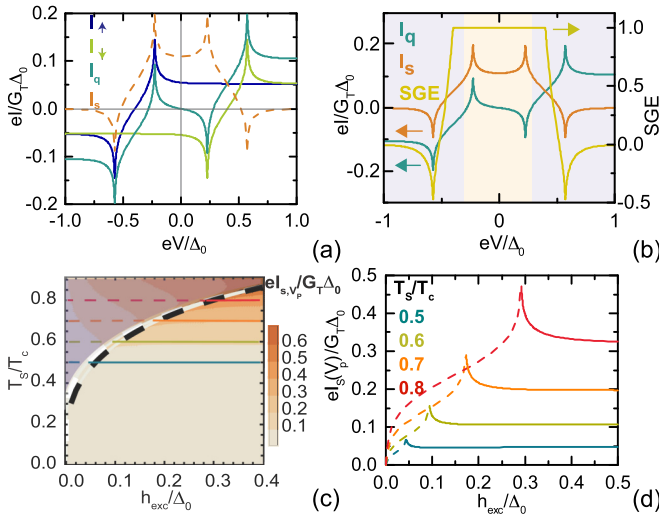 0.2
0.1
0.0
-0.1
0.2
eI/G_TΔ_0
I↑
I↓
I_q
I_s
-1.0 -0.5 0.0 0.5 1.0
eV/Δ_0
(a)
0.2
0.0
-0.2
eI/G_TΔ_0
I_q
I_s
SGE
1.0
0.5
0.0
-0.5
SGE
-1 0 1
eV/Δ_0
(b)
0.8
0.6
0.4
0.2
0.0
T_S/T_c
eI_{s,V_P}/G_TΔ_0
0.6
0.5
0.4
0.3
0.2
0.1
0.0 0.1 0.2 0.3 0.4
h_exc/Δ_0
(c)
0.5
0.4
0.3
0.2
0.1
0.0
eI_S(V_p)/G_TΔ_0
T_S/T_c
0.5
0.6
0.7
0.8
0.0 0.1 0.2 0.3 0.4 0.5
h_exc/Δ_0
(d)